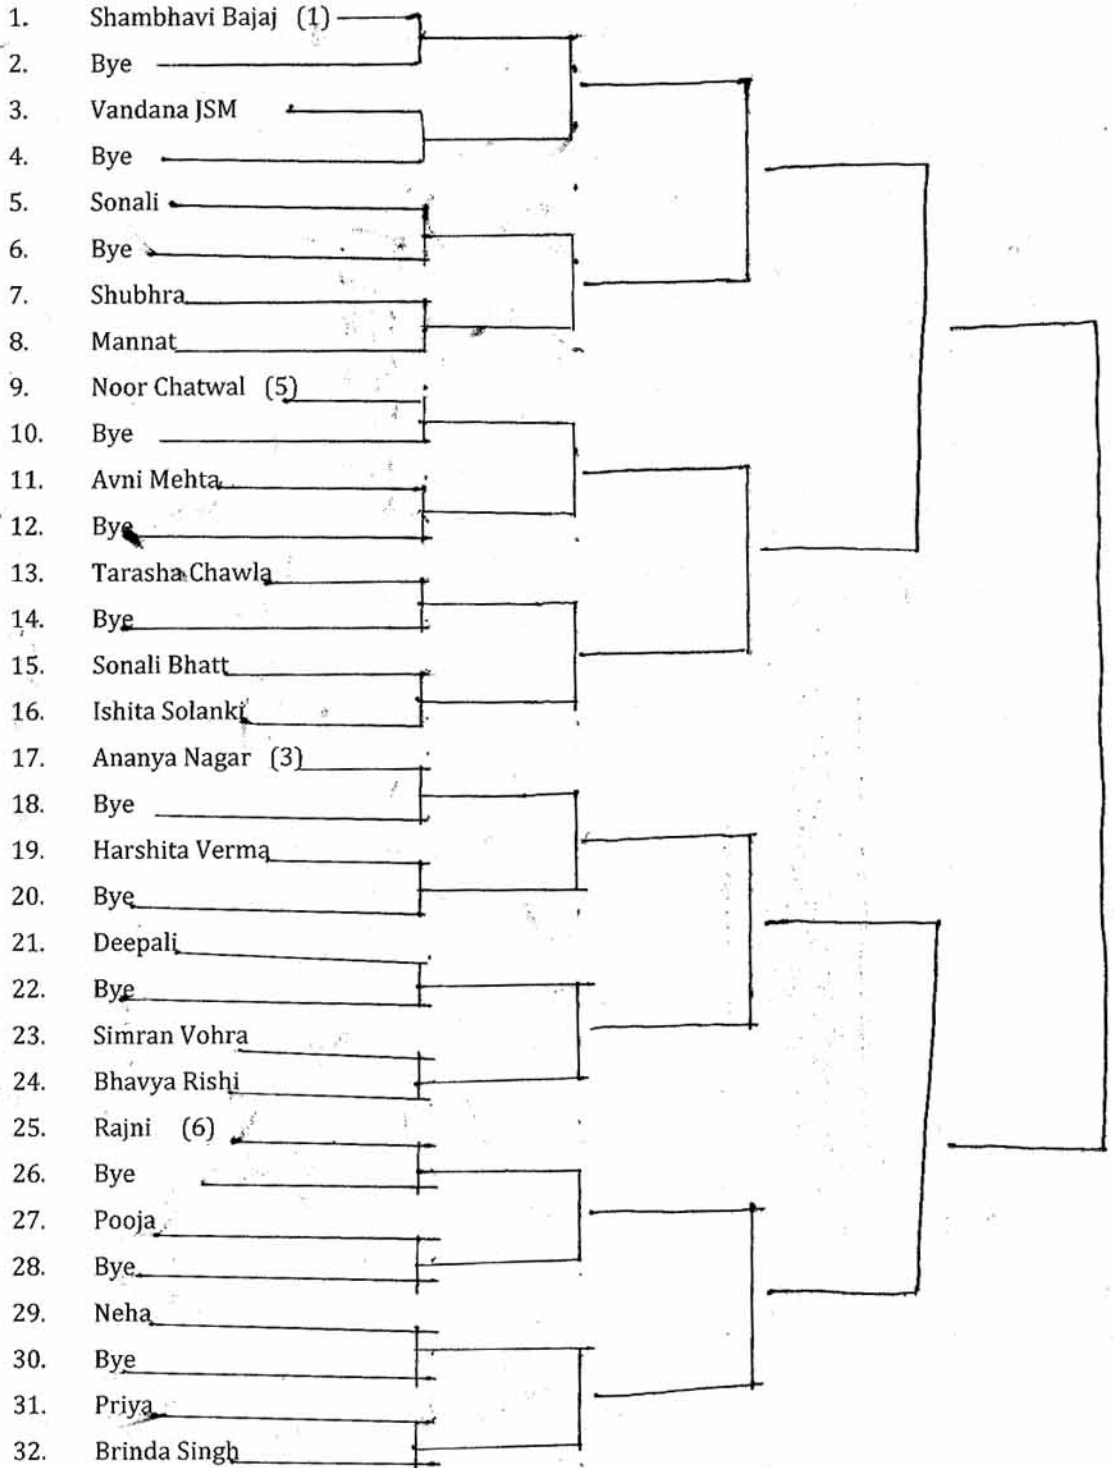 1. Shambhavi Bajaj (1)
2. Bye
3. Vandana JSM
4. Bye
5. Sonali
6. Bye
7. Shubhra
8. Mannat
9. Noor Chatwal (5)
10. Bye
11. Avni Mehta
12. Bye
13. Tarasha Chawla
14. Bye
15. Sonali Bhatt
16. Ishita Solanki
17. Ananya Nagar (3)
18. Bye
19. Harshita Verma
20. Bye
21. Deepali
22. Bye
23. Simran Vohra
24. Bhavya Rishi
25. Rajni (6)
26. Bye
27. Pooja
28. Bye
29. Neha
30. Bye
31. Priya
32. Brinda Singh